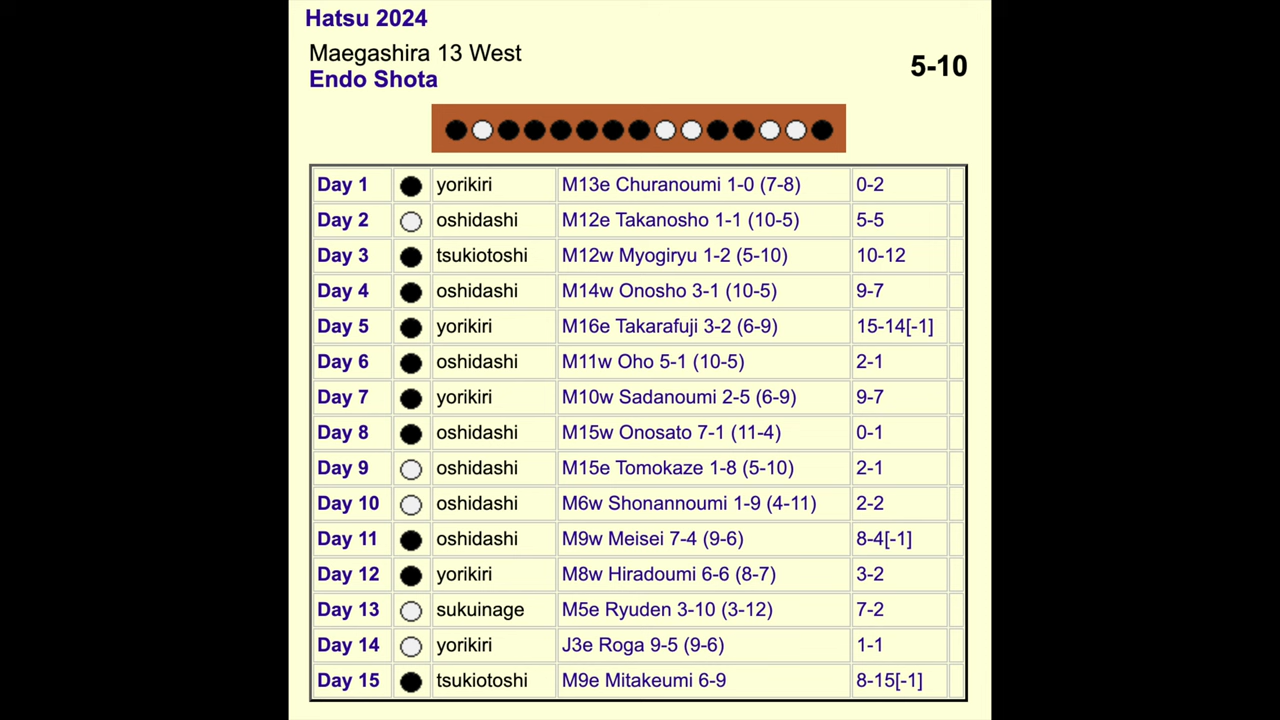 Hatsu 2024
Maegashira 13 West
Endo Shota
5-10
Day 1 yorikiri M13e Churanoumi 1-0 (7-8) 0-2
Day 2 oshidashi M12e Takanosho 1-1 (10-5) 5-5
Day 3 tsukiotoshi M12w Myogiryu 1-2 (5-10) 10-12
Day 4 oshidashi M14w Onosho 3-1 (10-5) 9-7
Day 5 yorikiri M16e Takarafuji 3-2 (6-9) 15-14[-1]
Day 6 oshidashi M11w Oho 5-1 (10-5) 2-1
Day 7 yorikiri M10w Sadanoumi 2-5 (6-9) 9-7
Day 8 oshidashi M15w Onosato 7-1 (11-4) 0-1
Day 9 oshidashi M15e Tomokaze 1-8 (5-10) 2-1
Day 10 oshidashi M6w Shonannoumi 1-9 (4-11) 2-2
Day 11 oshidashi M9w Meisei 7-4 (9-6) 8-4[-1]
Day 12 yorikiri M8w Hiradoumi 6-6 (8-7) 3-2
Day 13 sukuinage M5e Ryuden 3-10 (3-12) 7-2
Day 14 yorikiri J3e Roga 9-5 (9-6) 1-1
Day 15 tsukiotoshi M9e Mitakeumi 6-9 8-15[-1]